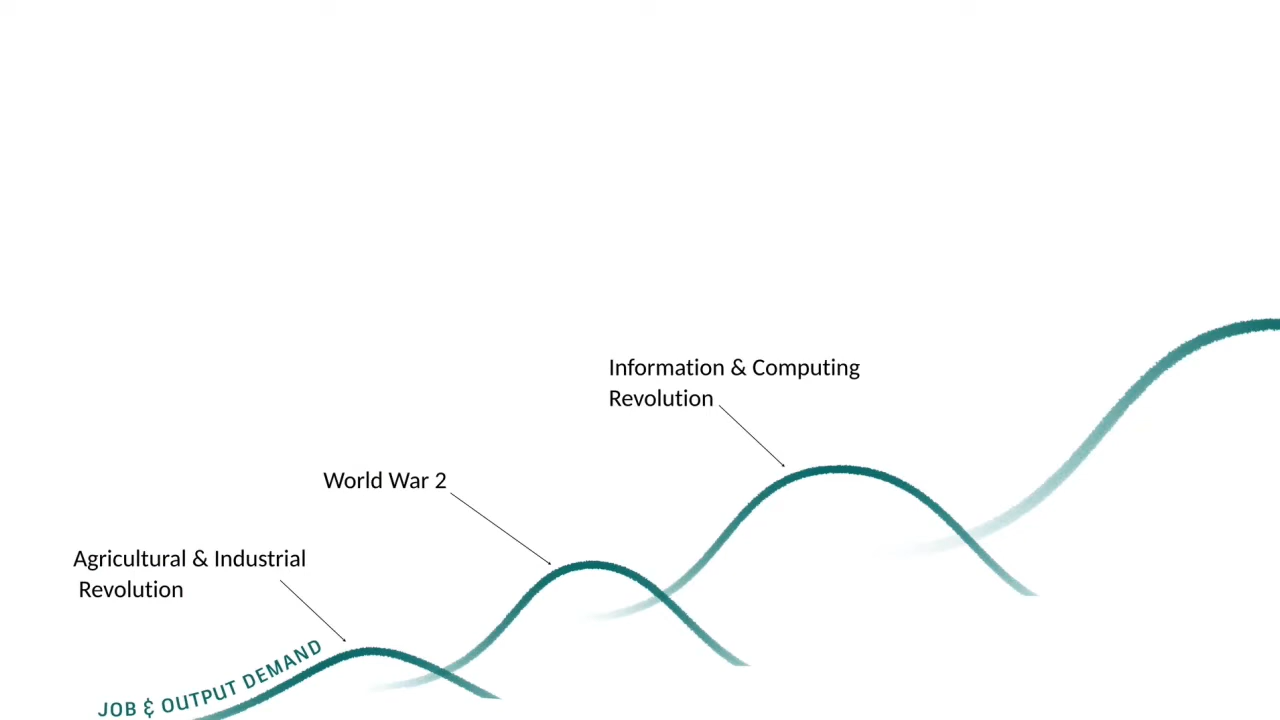 Information & Computing
Revolution
World War 2
Agricultural & Industrial
Revolution
JOB & OUTPUT DEMAND